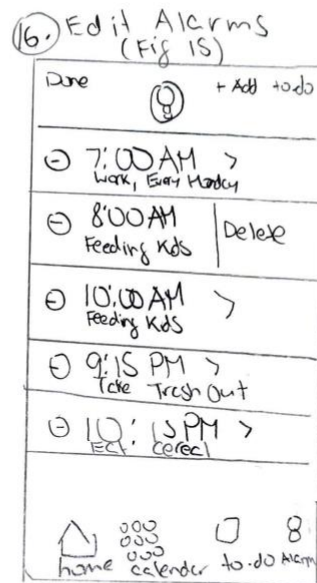 16. Edit Alarms
(Fig 15)
Done + Add to do
7:00 AM >
Work, Every Monday
8:00 AM Delete
Feeding Kids
10:00 AM >
Feeding Kids
9:15 PM >
Take Trash Out
10:15 PM >
Eat Cereal
home calender to-do Alarm